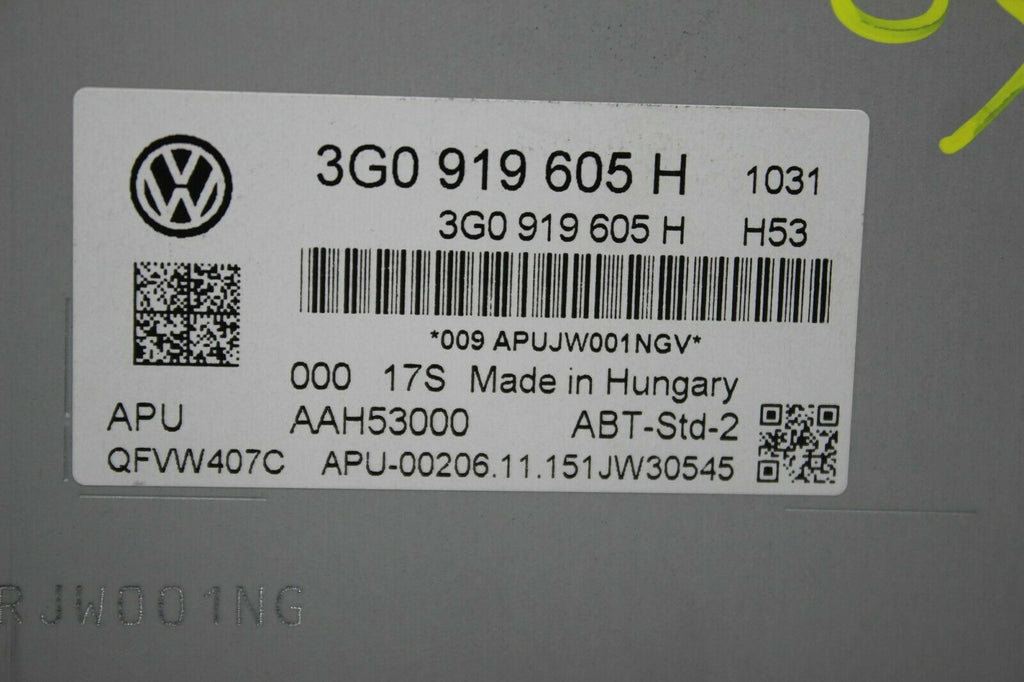 3G0 919 605 H 1031
3G0 919 605 H H53
*009 APUJW001NGV*
000 17S Made in Hungary
APU AAH53000 ABT-Std-2
QFVW407C APU-00206.11.151JW30545
RJW001NG